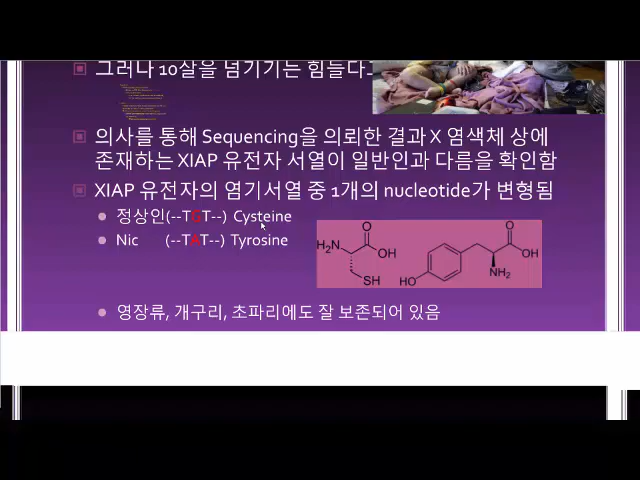 그러나 10살을 넘기기는 힘들다고
의사를 통해 Sequencing을 의뢰한 결과 X 염색체 상에
존재하는 XIAP 유전자 서열이 일반인과 다름을 확인함
XIAP 유전자의 염기서열 중 1개의 nucleotide가 변형됨
정상인(--TGT--) Cysteine
Nic (--TAT--) Tyrosine
H₂N O OH SH
HO O OH NH₂
영장류, 개구리, 초파리에도 잘 보존되어 있음